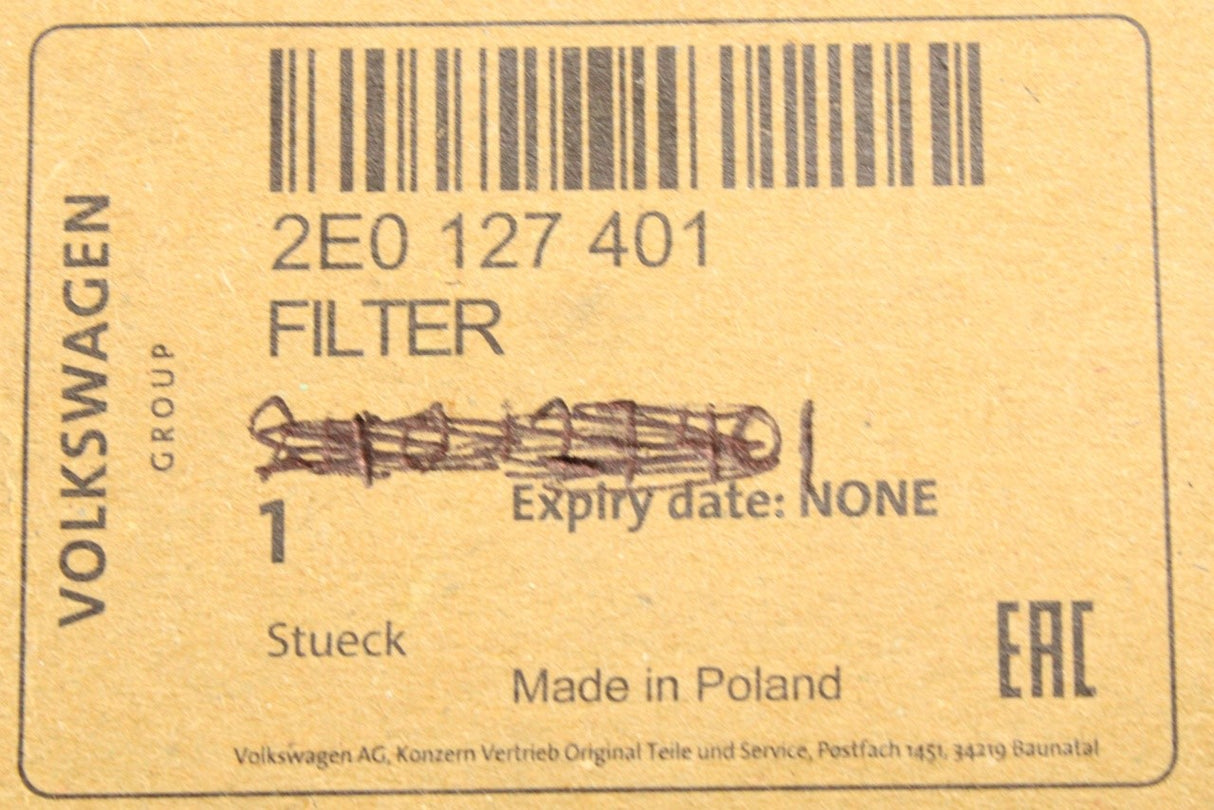 VOLKSWAGEN
GROUP
2E0 127 401
FILTER
1
Expiry date: NONE
Stueck
Made in Poland
EAC
Volkswagen AG, Konzern Vertrieb Original Teile und Service, Postfach 1451, 34219 Baunatal